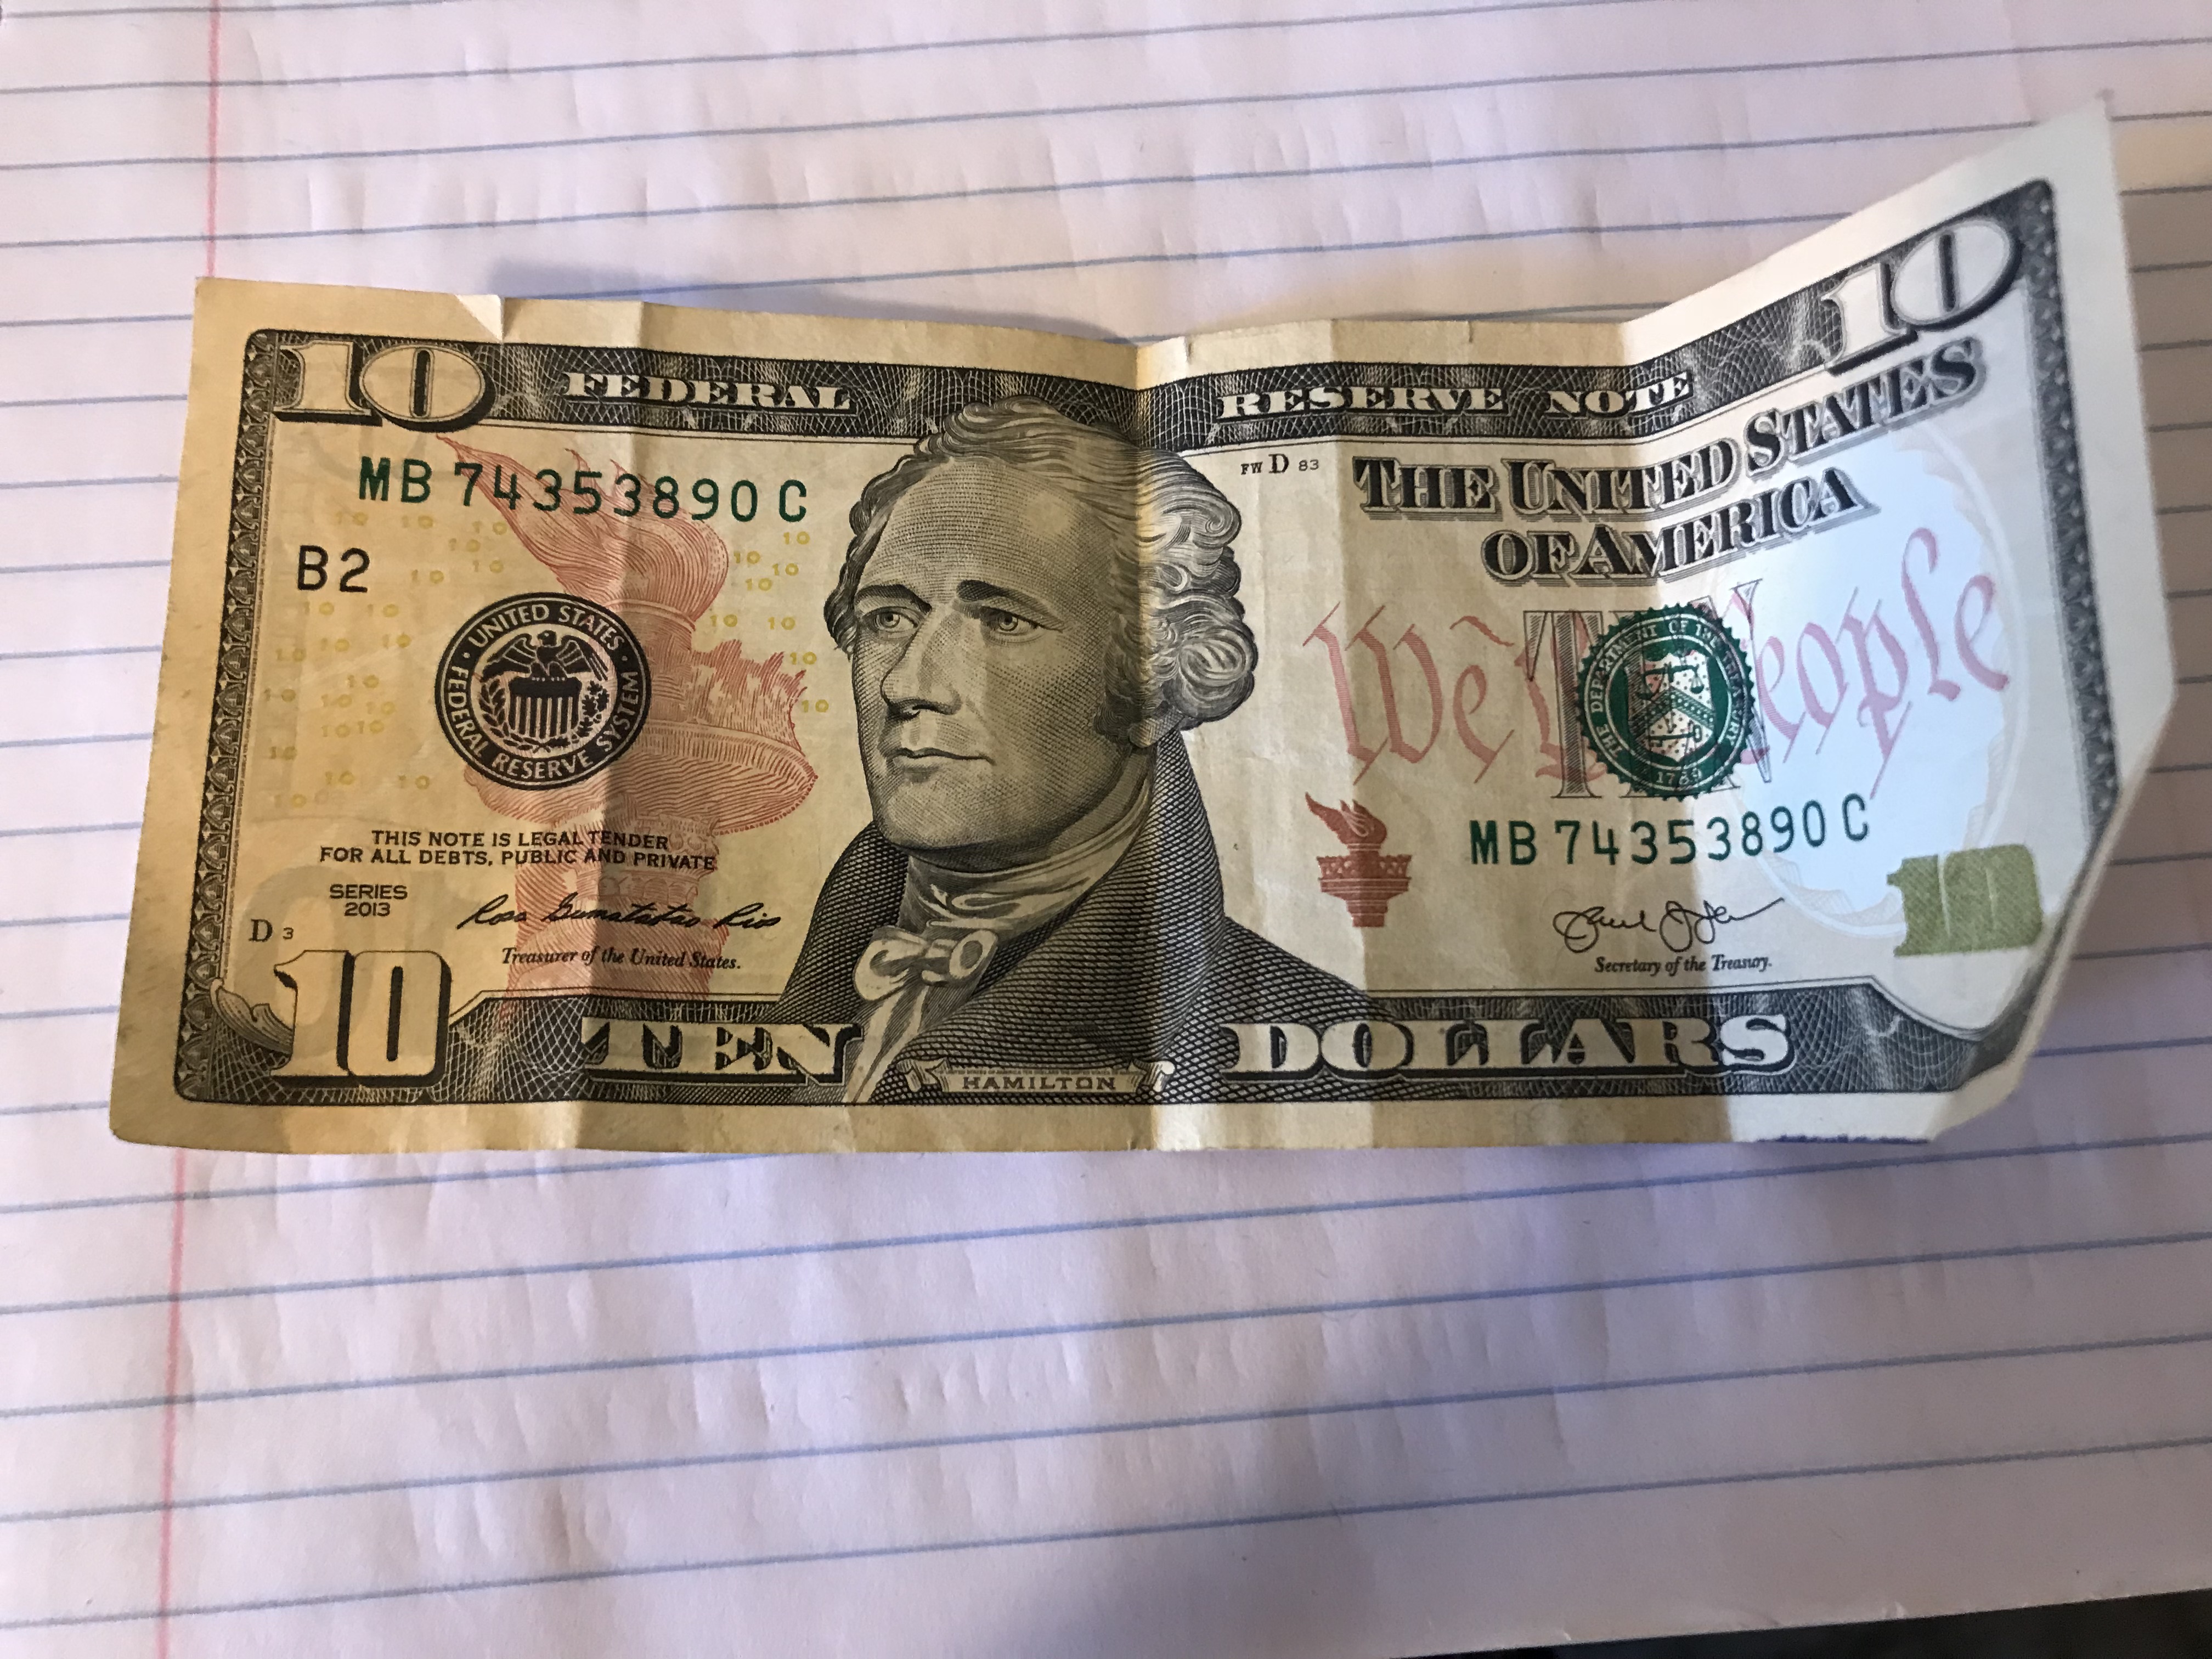 FEDERAL RESERVE NOTE
10
10
MB 74353890 C
B2
THE UNITED STATES
OF AMERICA
FW D 83
UNITED STATES FEDERAL RESERVE SYSTEM
We the People
THE DEPARTMENT OF THE TREASURY
1789
MB 74353890 C
THIS NOTE IS LEGAL TENDER
FOR ALL DEBTS, PUBLIC AND PRIVATE
D 3
SERIES
2013
Treasurer of the United States.
Secretary of the Treasury.
10
10
HAMILTON
TEN DOLLARS